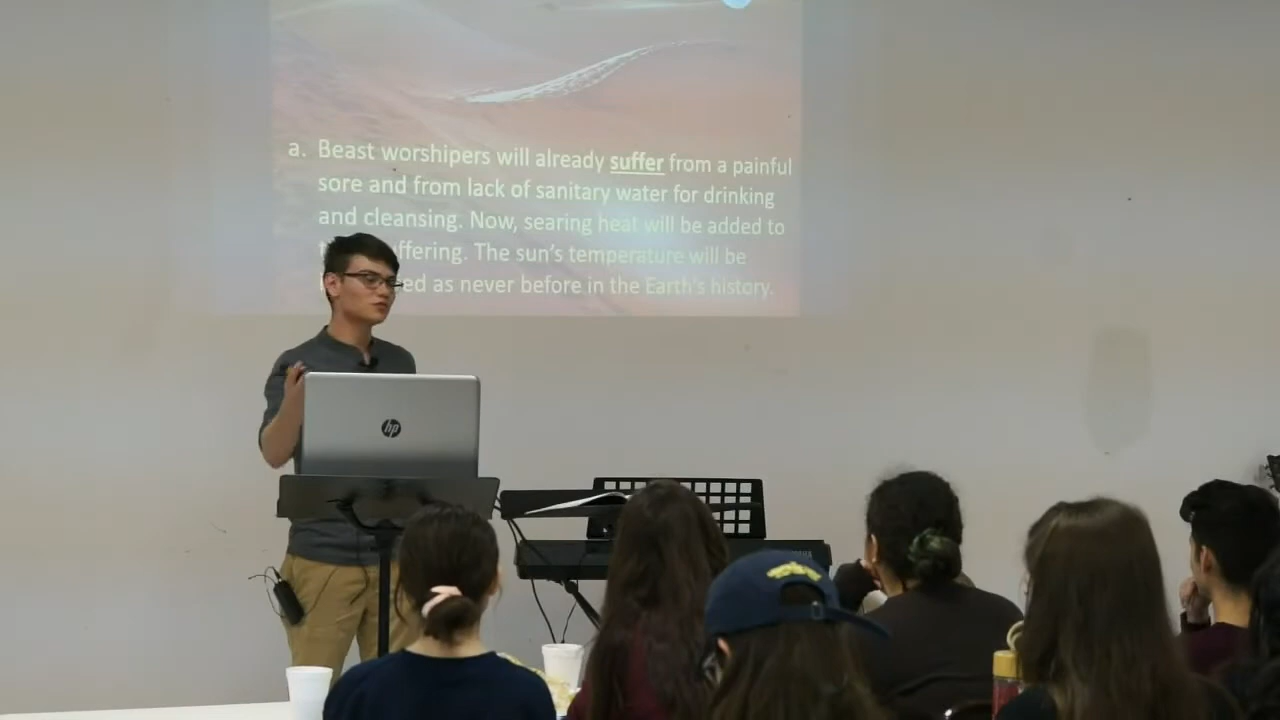 a. Beast worshipers will already suffer from a painful
sore and from lack of sanitary water for drinking
and cleansing. Now, searing heat will be added to
suffering. The sun's temperature will be
as never before in the Earth's history.
hp